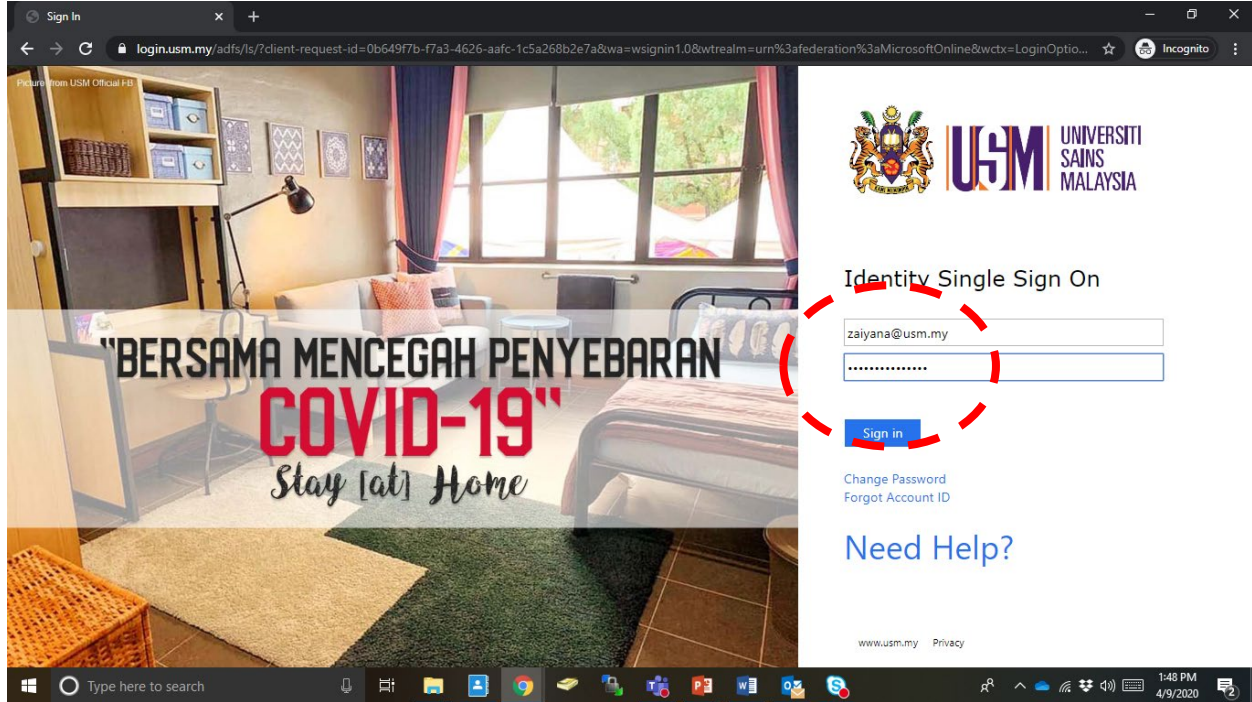 Sign In
login.usm.my/adfs/ls/?client-request-id=0b649f7b-f7a3-4626-aafc-1c5a268b2e7a&wa=wsignin1.0&wtrealm=urn%3afederation%3aMicrosoftOnline&wctx=LoginOptio...
Incognito
Picture from USM Official FB
"BERSAMA MENCEGAH PENYEBARAN
COVID-19"
Stay [at] Home
USM
UNIVERSITI
SAINS
MALAYSIA
Identity Single Sign On
zaiyana@usm.my
•••••••••••••••
Sign in
Change Password
Forgot Account ID
Need Help?
www.usm.my Privacy
Type here to search
1:48 PM
4/9/2020
2